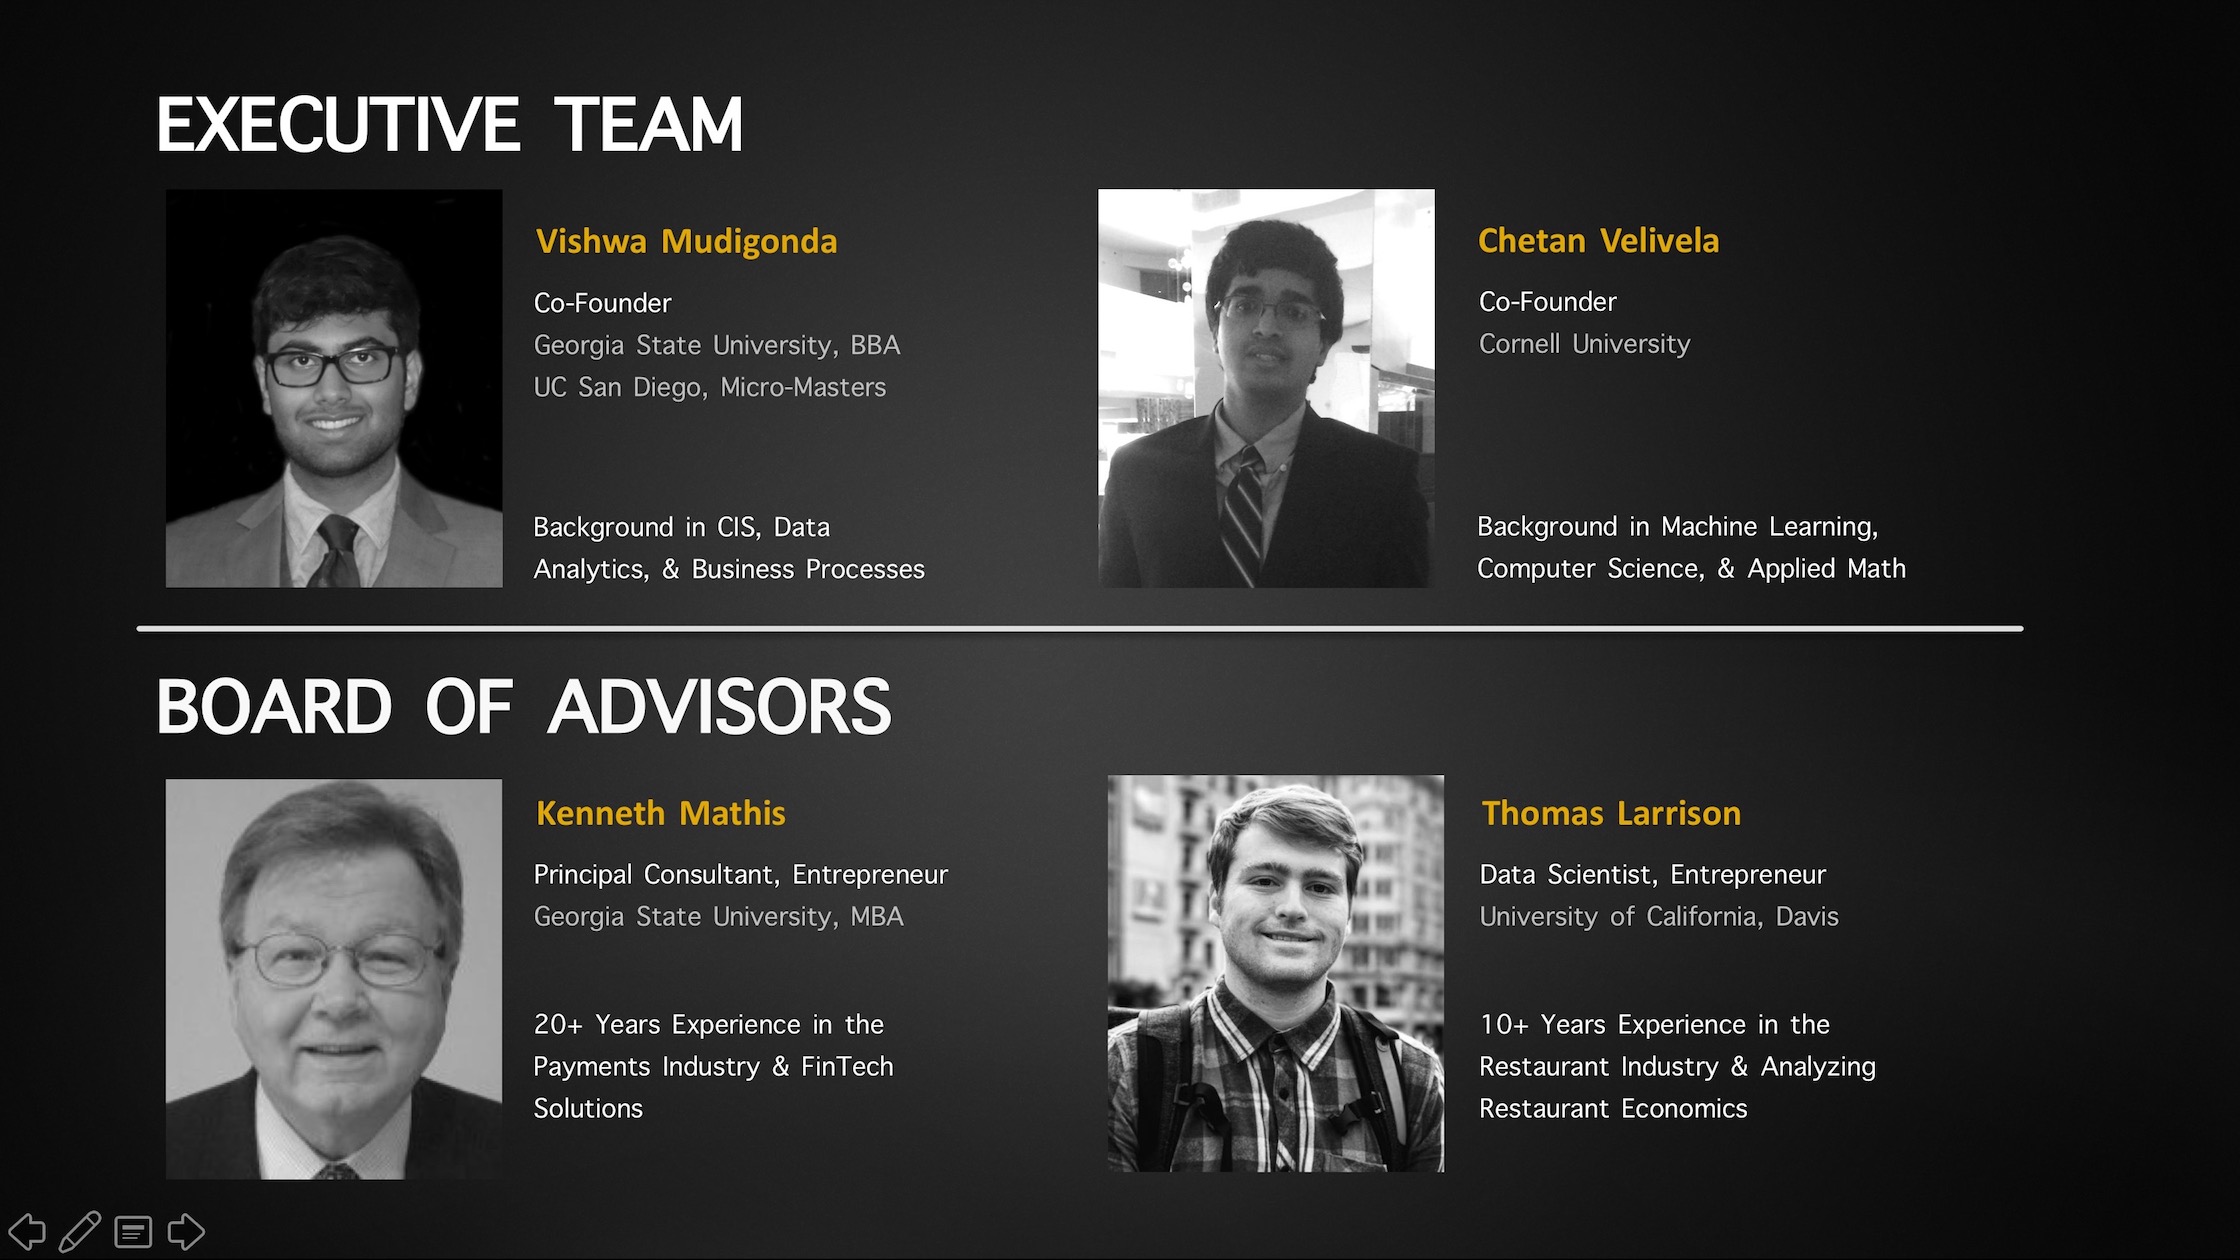 EXECUTIVE TEAM
Vishwa Mudigonda
Co-Founder
Georgia State University, BBA
UC San Diego, Micro-Masters
Background in CIS, Data
Analytics, & Business Processes
Chetan Velivela
Co-Founder
Cornell University
Background in Machine Learning,
Computer Science, & Applied Math
BOARD OF ADVISORS
Kenneth Mathis
Principal Consultant, Entrepreneur
Georgia State University, MBA
20+ Years Experience in the
Payments Industry & FinTech
Solutions
Thomas Larrison
Data Scientist, Entrepreneur
University of California, Davis
10+ Years Experience in the
Restaurant Industry & Analyzing
Restaurant Economics